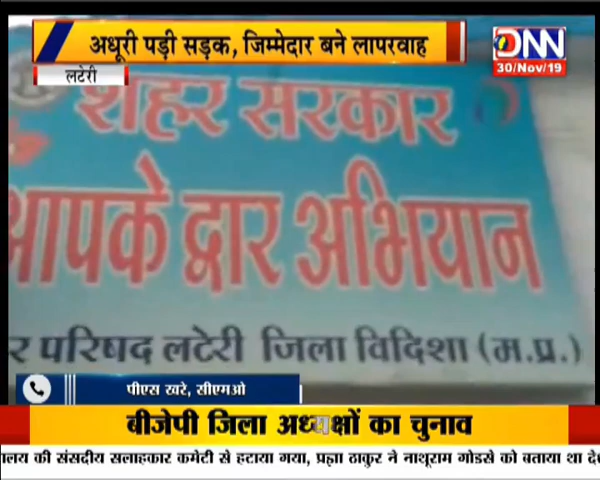 अधूरी पड़ी सड़क, जिम्मेदार बने लापरवाह
DNN
30/Nov/19
लटेरी
शहर सरकार
आपके द्वार अभियान
र परिषद लटेरी जिला विदिशा (म.प्र.)
पीएस खरे, सीएमओ
बीजेपी जिला अध्यक्षों का चुनाव
ालय की संसदीय सलाहकार कमेटी से हटाया गया, प्रज्ञा ठाकुर ने नाथूराम गोडसे को बताया था दे